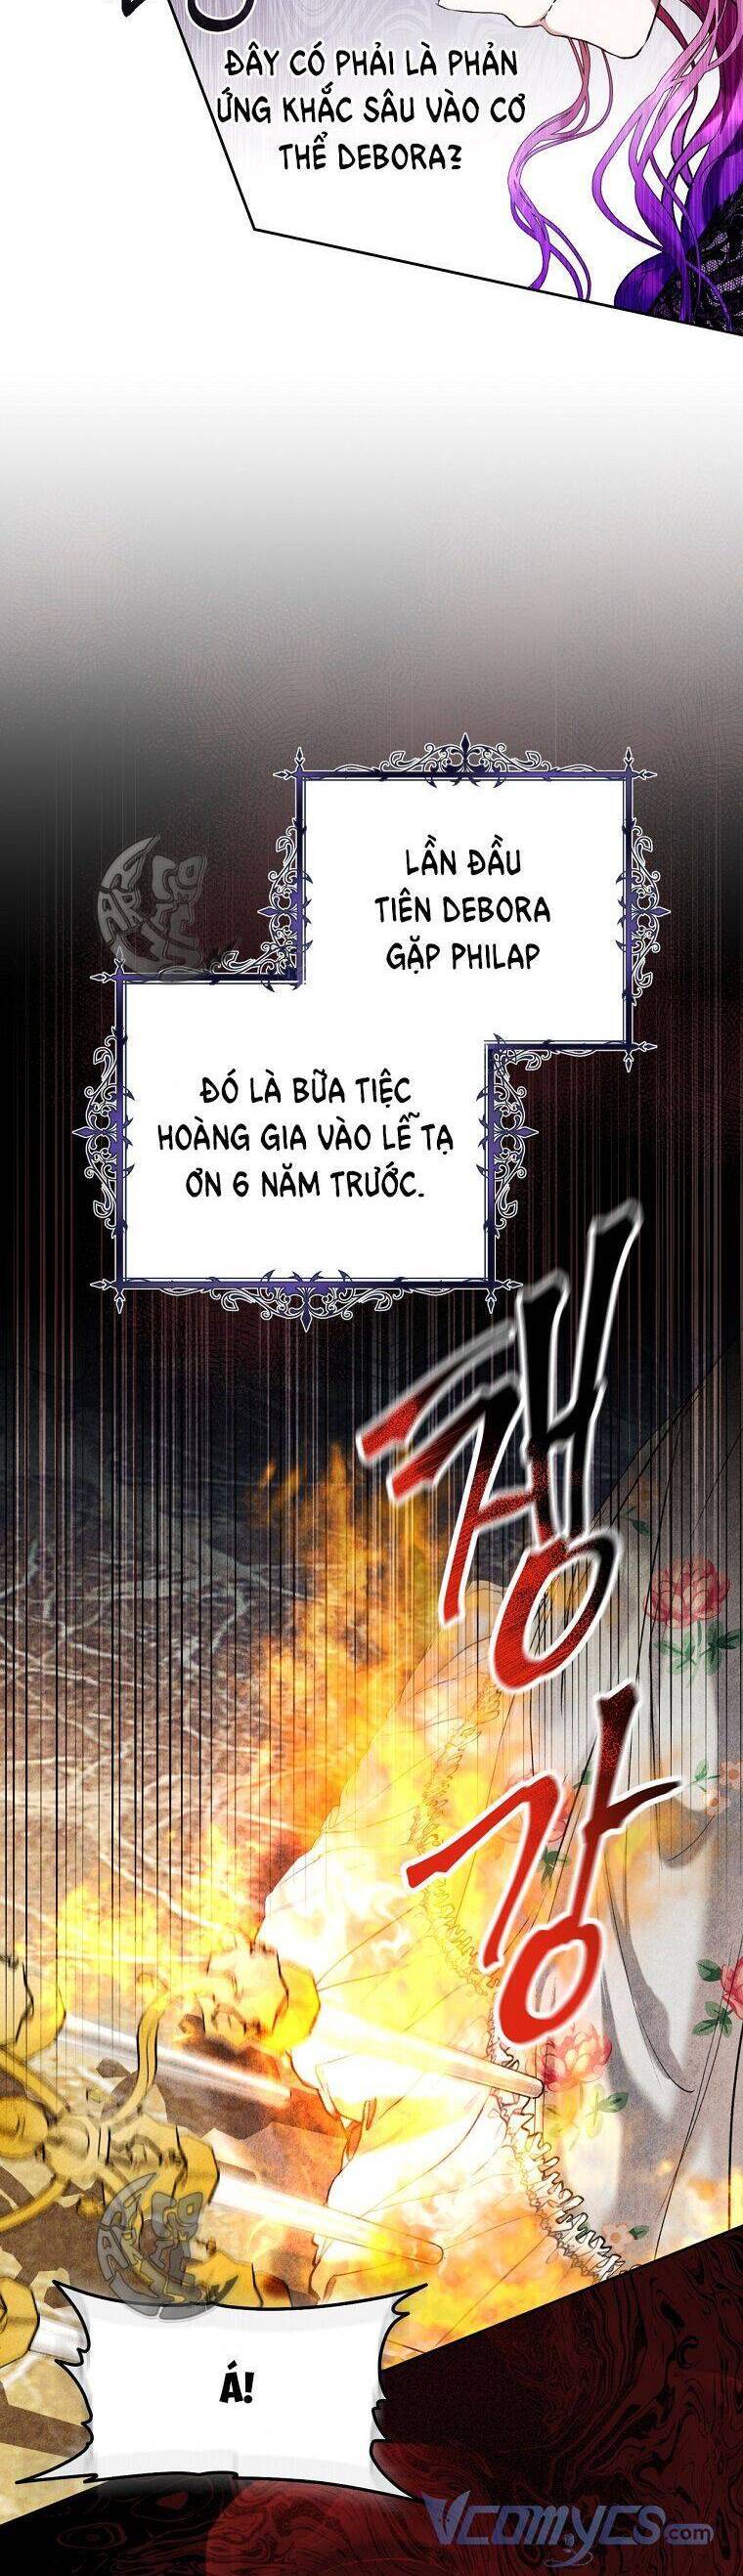 ĐÂY CÓ PHẢI LÀ PHẢN
ỨNG KHẮC SÂU VÀO CƠ
THỂ DEBORA?
LẦN ĐẦU
TIÊN DEBORA
GẶP PHILAP
ĐÓ LÀ BỮA TIỆC
HOÀNG GIA VÀO LỄ TẠ
ƠN 6 NĂM TRƯỚC.
쟁
강
Á!
VCOMYCS.com